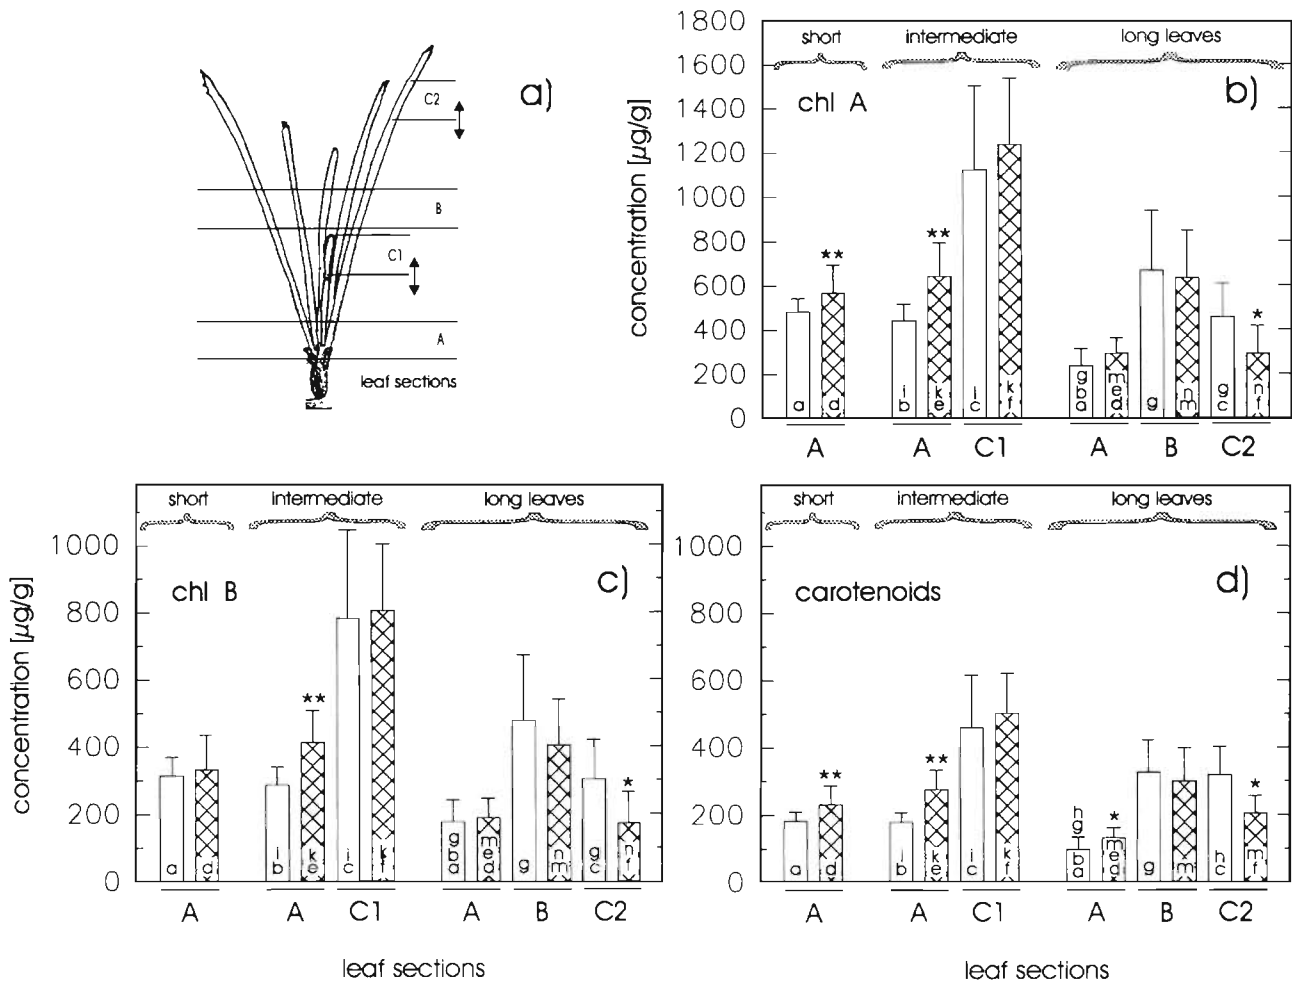 a)
C2
B
C1
A
leaf sections
concentration [µg/g]
1800
1600
1400
1200
1000
800
600
400
200
0
short intermediate long leaves
chl A
b)
**
**
*
a d
i b
k e
i c
k f
g b a
m e d
g
n m
g c
n f
A A C1 A B C2
concentration [µg/g]
1000
800
600
400
200
0
short intermediate long leaves
chl B
c)
**
*
a d
i b
k e
i c
k f
g b a
m e d
g
n m
g c
n f
A A C1 A B C2
leaf sections
1000
800
600
400
200
0
short intermediate long leaves
carotenoids
d)
**
**
*
*
a d
i b
k e
i c
k f
h g b a
m e d
g
m
h c
m f
A A C1 A B C2
leaf sections